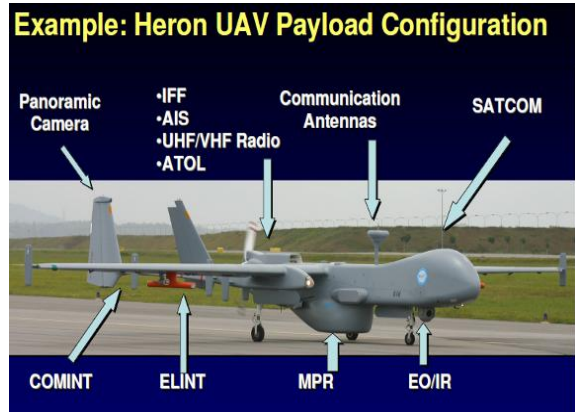 Example: Heron UAV Payload Configuration
Panoramic
Camera
•IFF
•AIS
•UHF/VHF Radio
•ATOL
Communication
Antennas
SATCOM
COMINT
ELINT
MPR
EO/IR